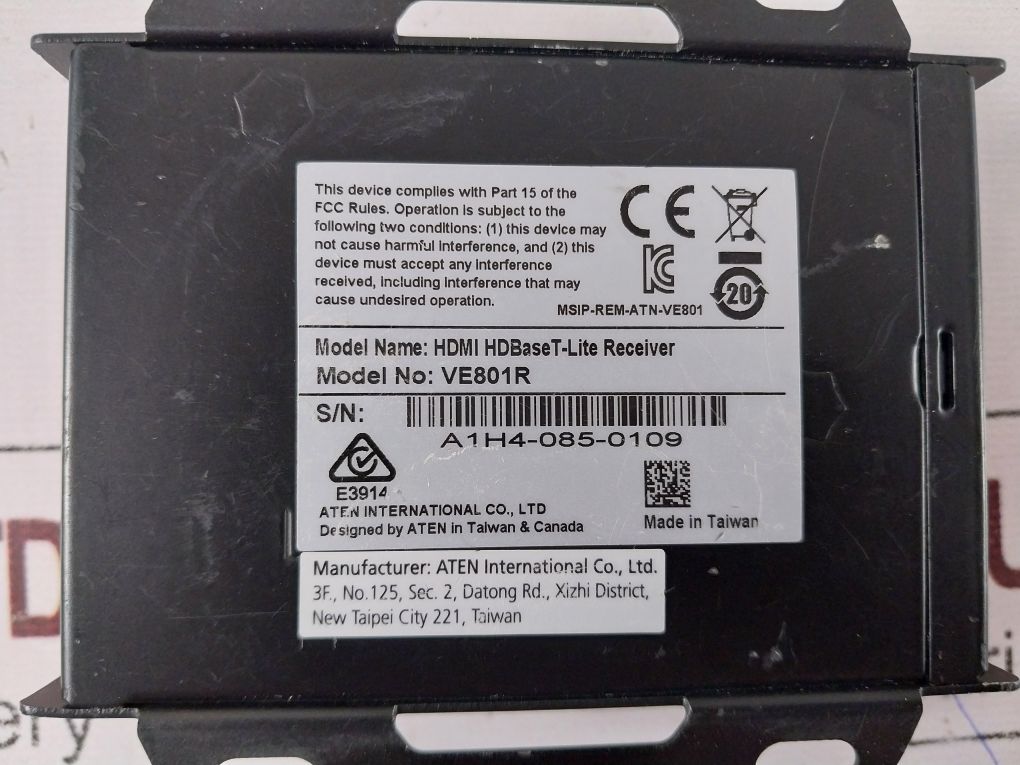 This device complies with Part 15 of the
FCC Rules. Operation is subject to the
following two conditions: (1) this device may
not cause harmful interference, and (2) this
device must accept any interference
received, including interference that may
cause undesired operation.
CE
KC
MSIP-REM-ATN-VE801
20
Model Name: HDMI HDBaseT-Lite Receiver
Model No: VE801R
S/N:
A1H4-085-0109
E3914
ATEN INTERNATIONAL CO., LTD
Designed by ATEN in Taiwan & Canada
Made in Taiwan
Manufacturer: ATEN International Co., Ltd.
3F., No.125, Sec. 2, Datong Rd., Xizhi District,
New Taipei City 221, Taiwan